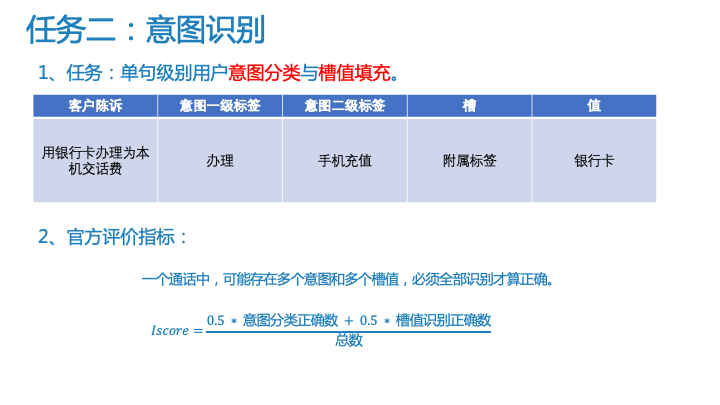 任务二：意图识别
1、任务：单句级别用户意图分类与槽值填充。
客户陈诉 意图一级标签 意图二级标签 槽 值
用银行卡办理为本
机交话费
办理 手机充值 附属标签 银行卡
2、官方评价指标：
一个通话中，可能存在多个意图和多个槽值，必须全部识别才算正确。
0.5 * 意图分类正确数 + 0.5 * 槽值识别正确数
Iscore =
总数